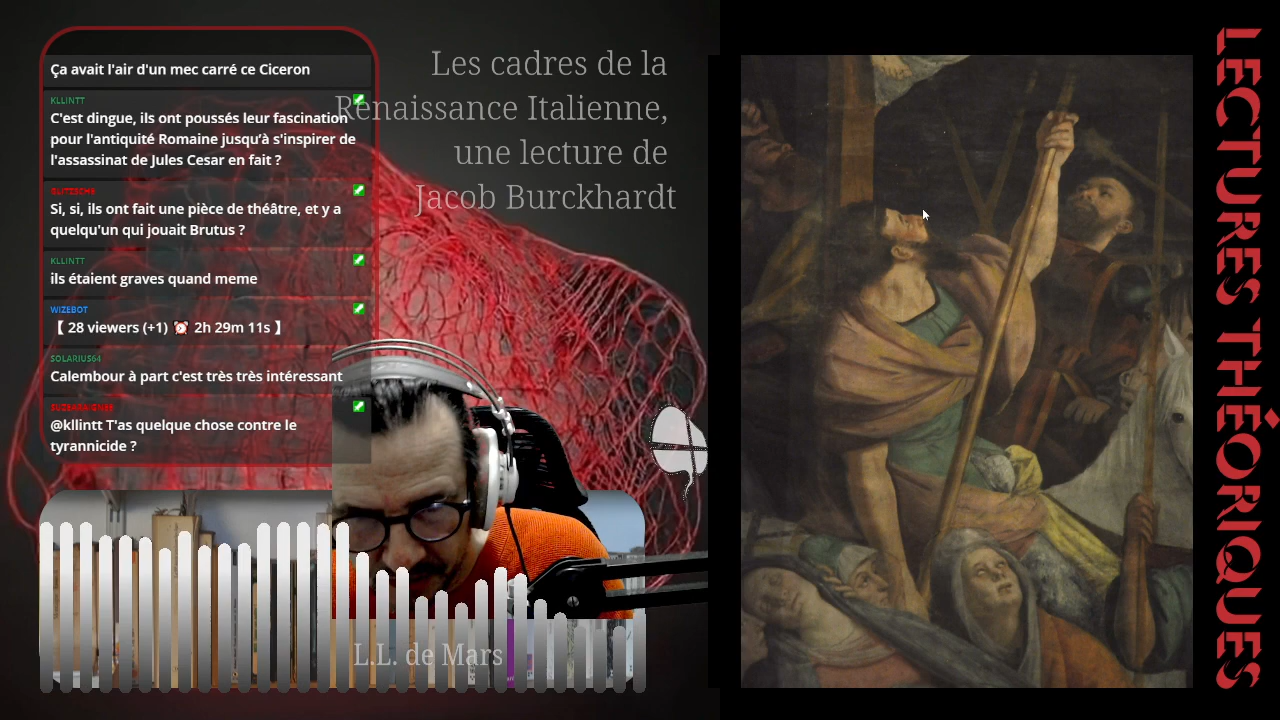 Ça avait l'air d'un mec carré ce Ciceron
KLLINTT
C'est dingue, ils ont poussés leur fascination
pour l'antiquité Romaine jusqu'à s'inspirer de
l'assassinat de Jules Cesar en fait ?
GLITZSCHE
Si, si, ils ont fait une pièce de théâtre, et y a
quelqu'un qui jouait Brutus ?
KLLINTT
ils étaient graves quand meme
WIZEBOT
【 28 viewers (+1) ⏰ 2h 29m 11s 】
SOLARIUS64
Calembour à part c'est très très intéressant
SUZEARAIGNEE
@kllintt T'as quelque chose contre le
tyrannicide ?
Les cadres de la
Renaissance Italienne,
une lecture de
Jacob Burckhardt
L.L. de Mars
LECTURES THÉORIQUES